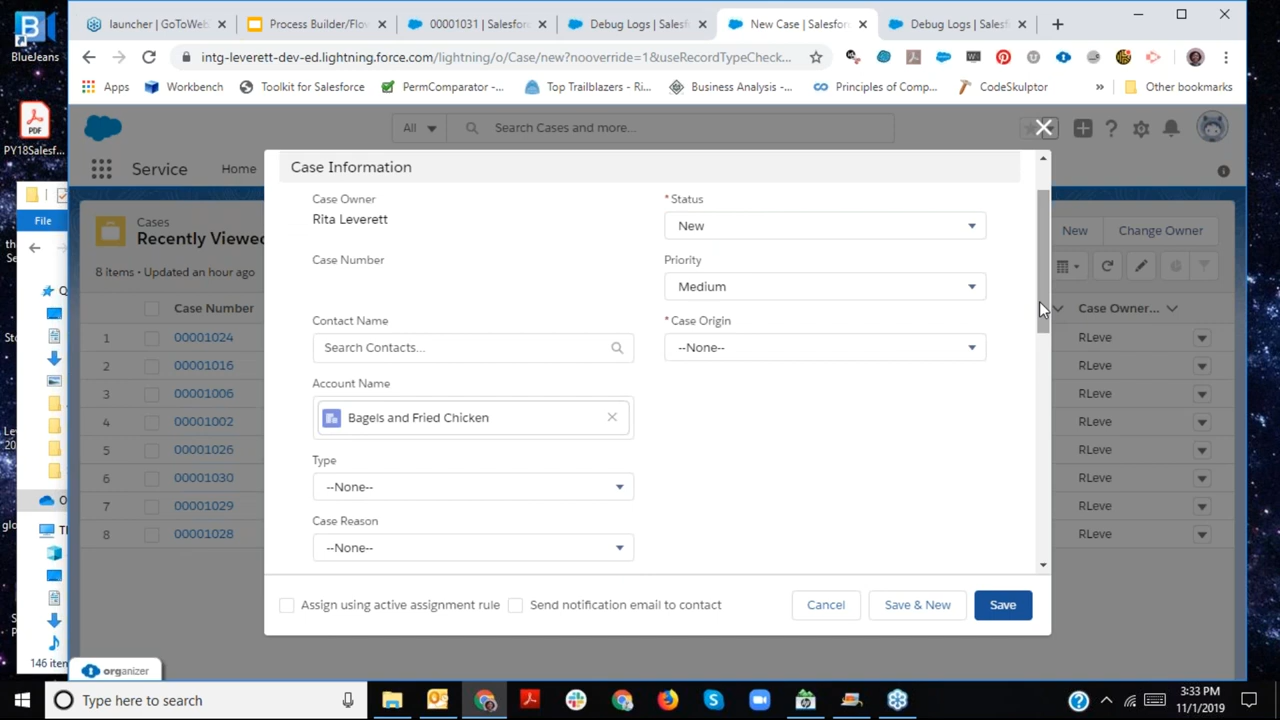 BlueJeans
PDF
PY18Salesf...
launcher | GoToWeb
Process Builder/Flo
00001031 | Salesfor
Debug Logs | Salesf
New Case | Salesfor
Debug Logs | Salesf
intg-leverett-dev-ed.lightning.force.com/lightning/o/Case/new?nooverride=1&useRecordTypeCheck...
Apps
Workbench
Toolkit for Salesforce
PermComparator -...
Top Trailblazers - Ri...
Business Analysis -...
Principles of Comp...
CodeSkulptor
»
Other bookmarks
All
Search Cases and more...
Service
Home
Cases
Recently Viewed
8 items • Updated an hour ago
New
Change Owner
Case Number
Case Owner...
1 00001024 RLeve
2 00001016 RLeve
3 00001006 RLeve
4 00001002 RLeve
5 00001026 RLeve
6 00001030 RLeve
7 00001029 RLeve
8 00001028 RLeve
Case Information
Case Owner
Rita Leverett
* Status
New
Case Number
Priority
Medium
Contact Name
Search Contacts...
* Case Origin
--None--
Account Name
Bagels and Fried Chicken
Type
--None--
Case Reason
--None--
Assign using active assignment rule
Send notification email to contact
Cancel
Save & New
Save
File
146 iten
organizer
Type here to search
3:33 PM
11/1/2019